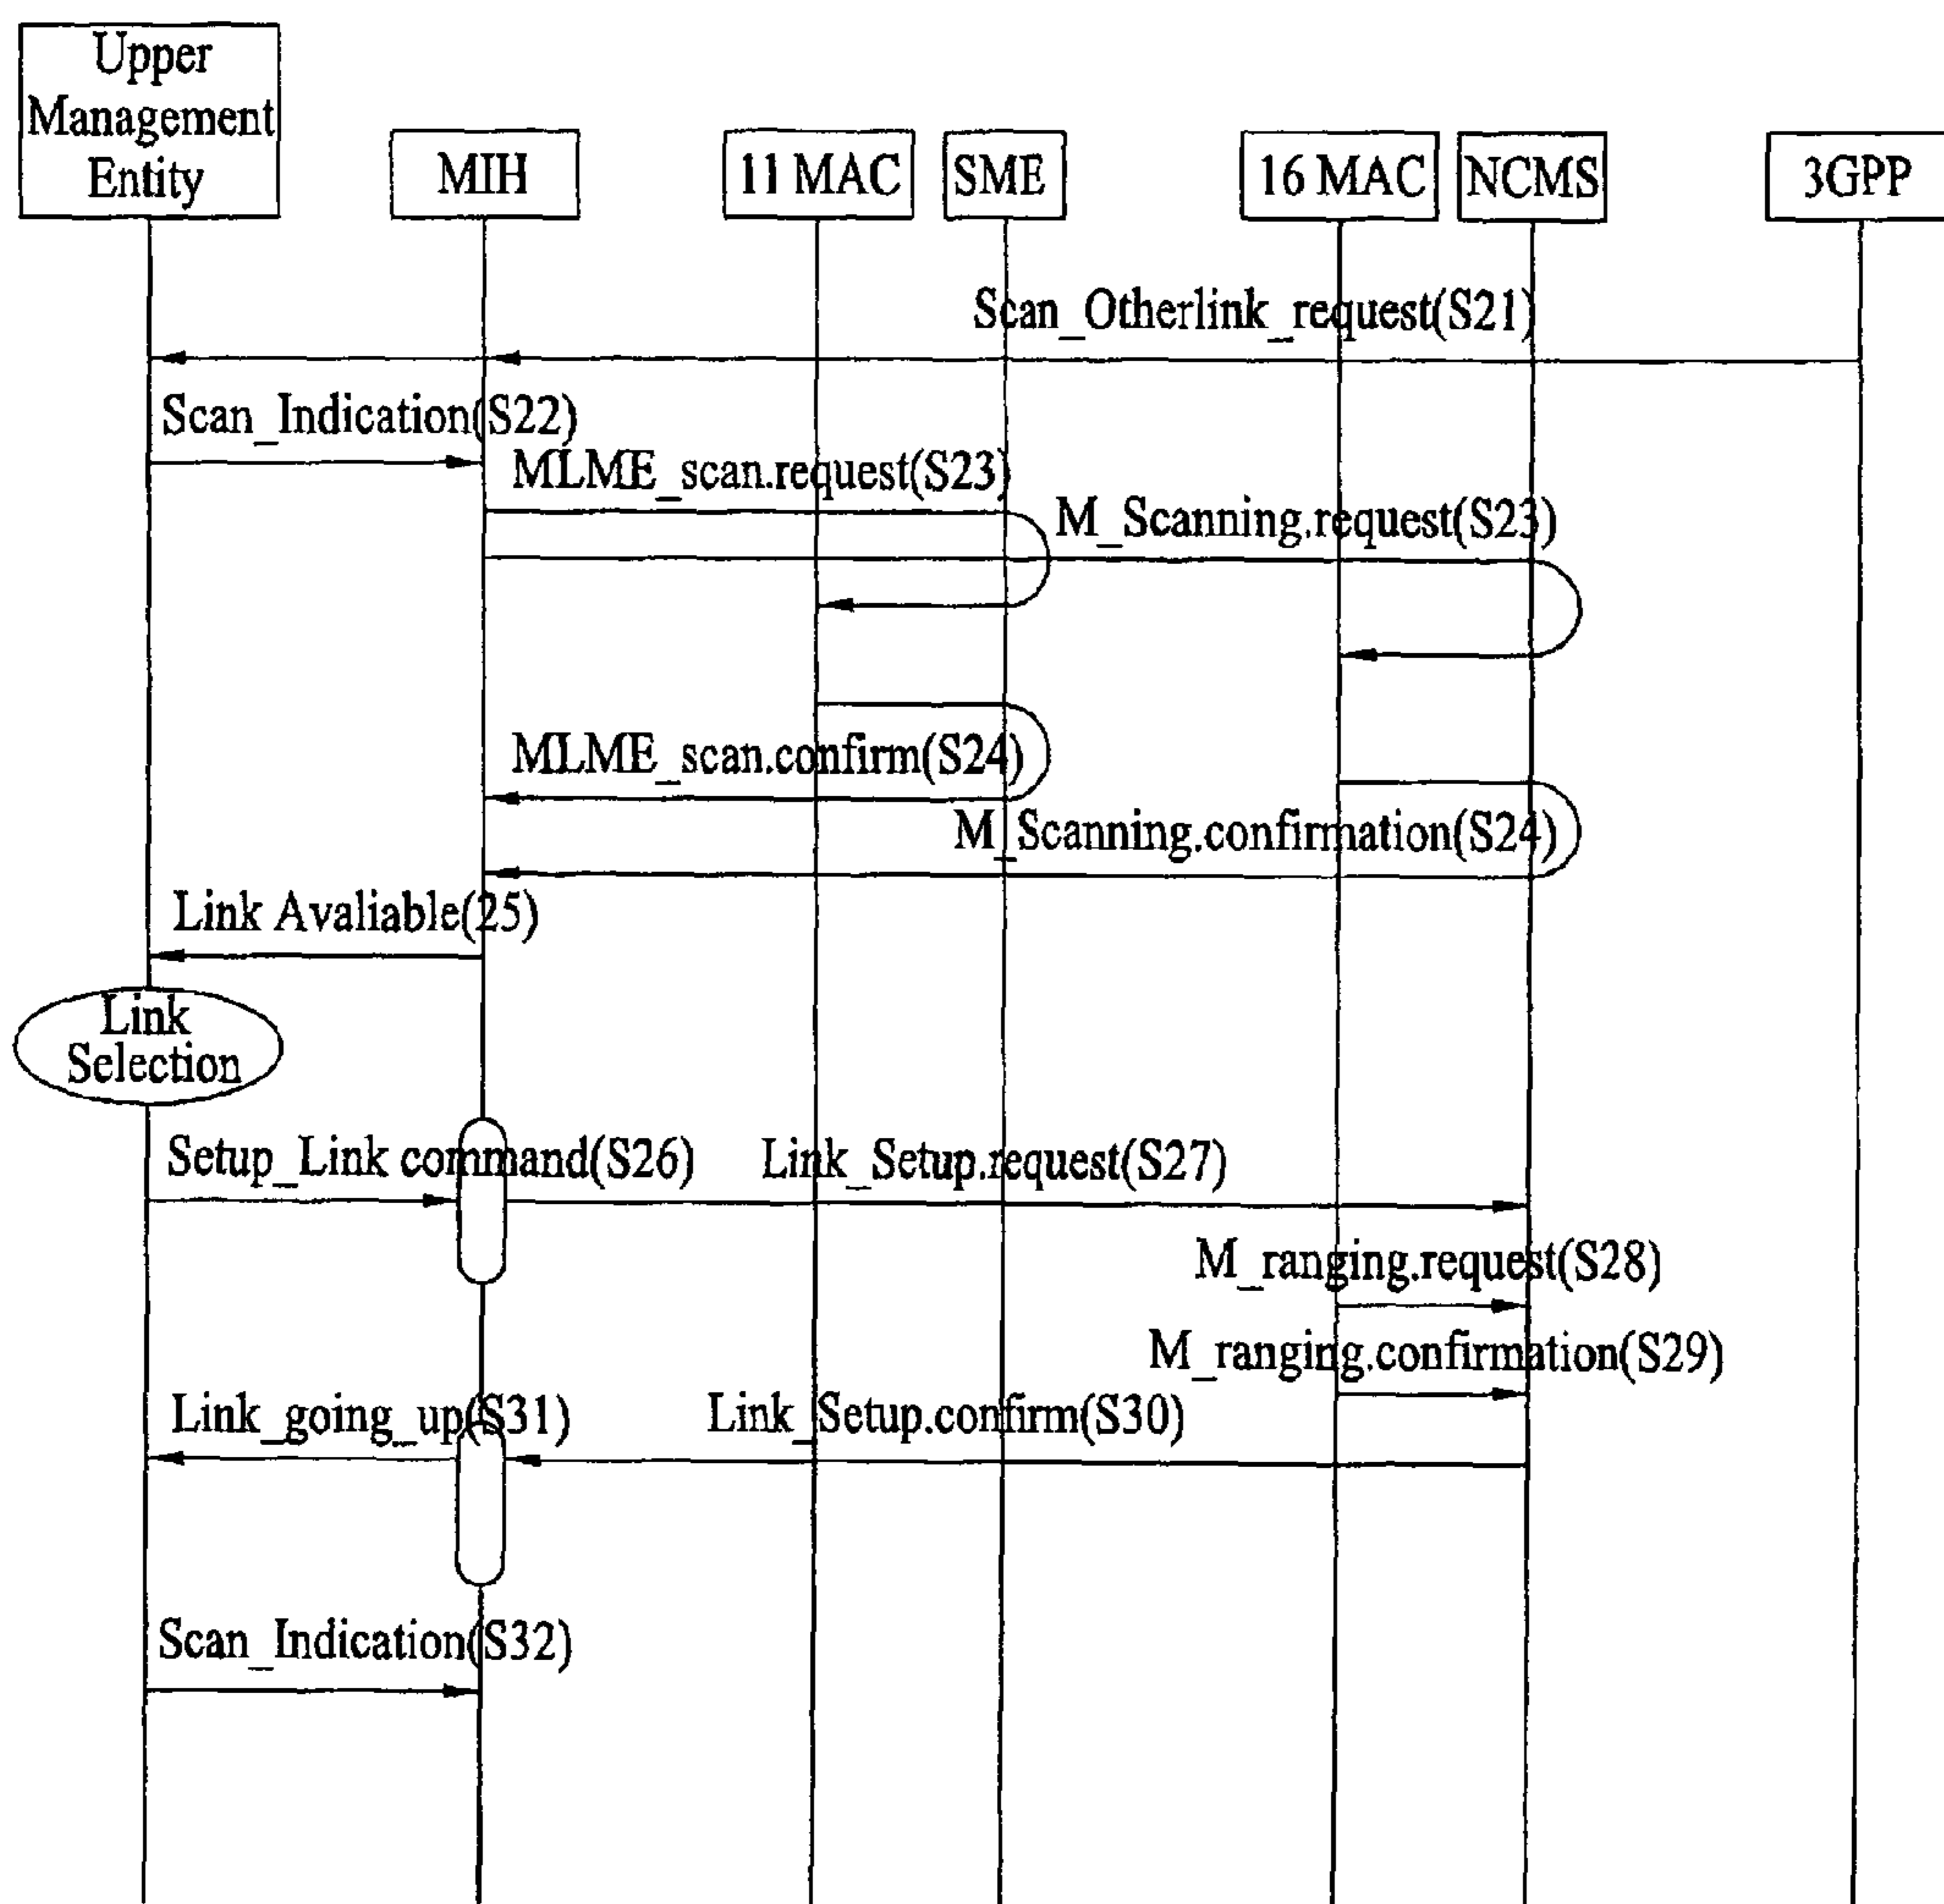 Upper
Management
Entity
MIH
11 MAC
SME
16 MAC
NCMS
3GPP
Scan_Otherlink_request(S21)
Scan_Indication(S22)
MLME_scan.request(S23)
M_Scanning.request(S23)
MLME_scan.confirm(S24)
M_Scanning.confirmation(S24)
Link Avaliable(25)
Link
Selection
Setup_Link command(S26)
Link_Setup.request(S27)
M_ranging.request(S28)
M_ranging.confirmation(S29)
Link_going_up(S31)
Link_Setup.confirm(S30)
Scan_Indication(S32)